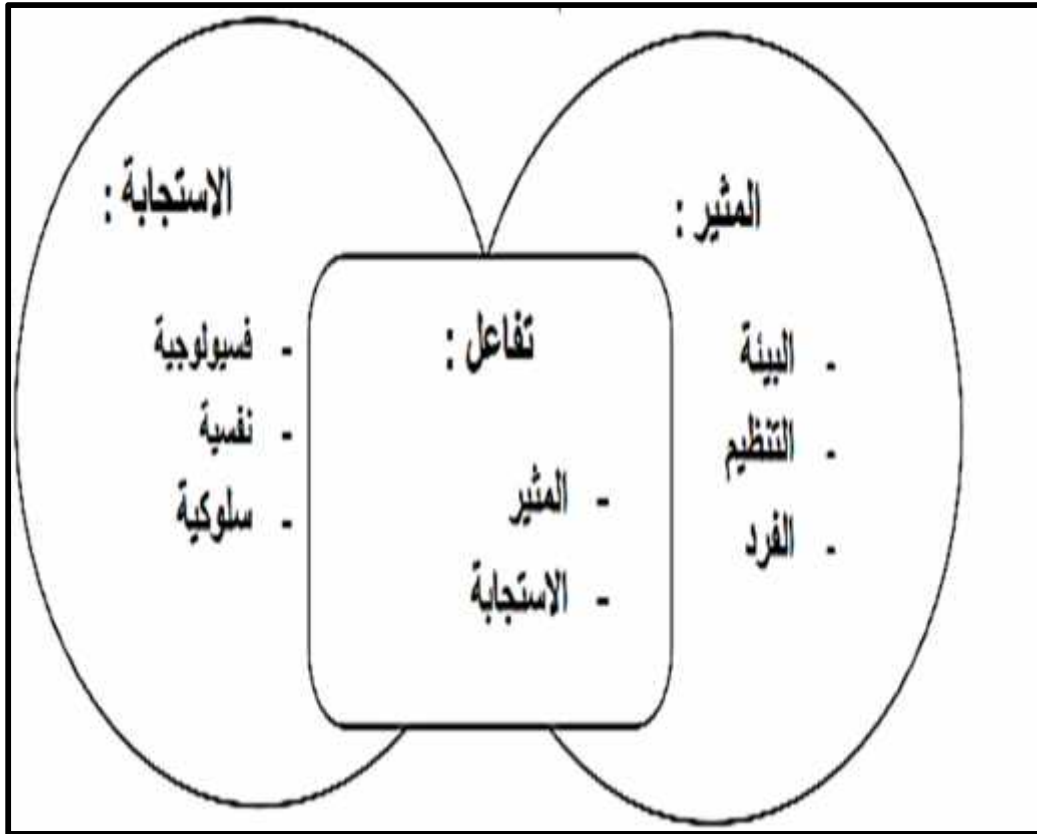 المثير :
- البيئة
- التنظيم
- الفرد
تفاعل :
- المثير
- الاستجابة
الاستجابة :
- فسيولوجية
- نفسية
- سلوكية